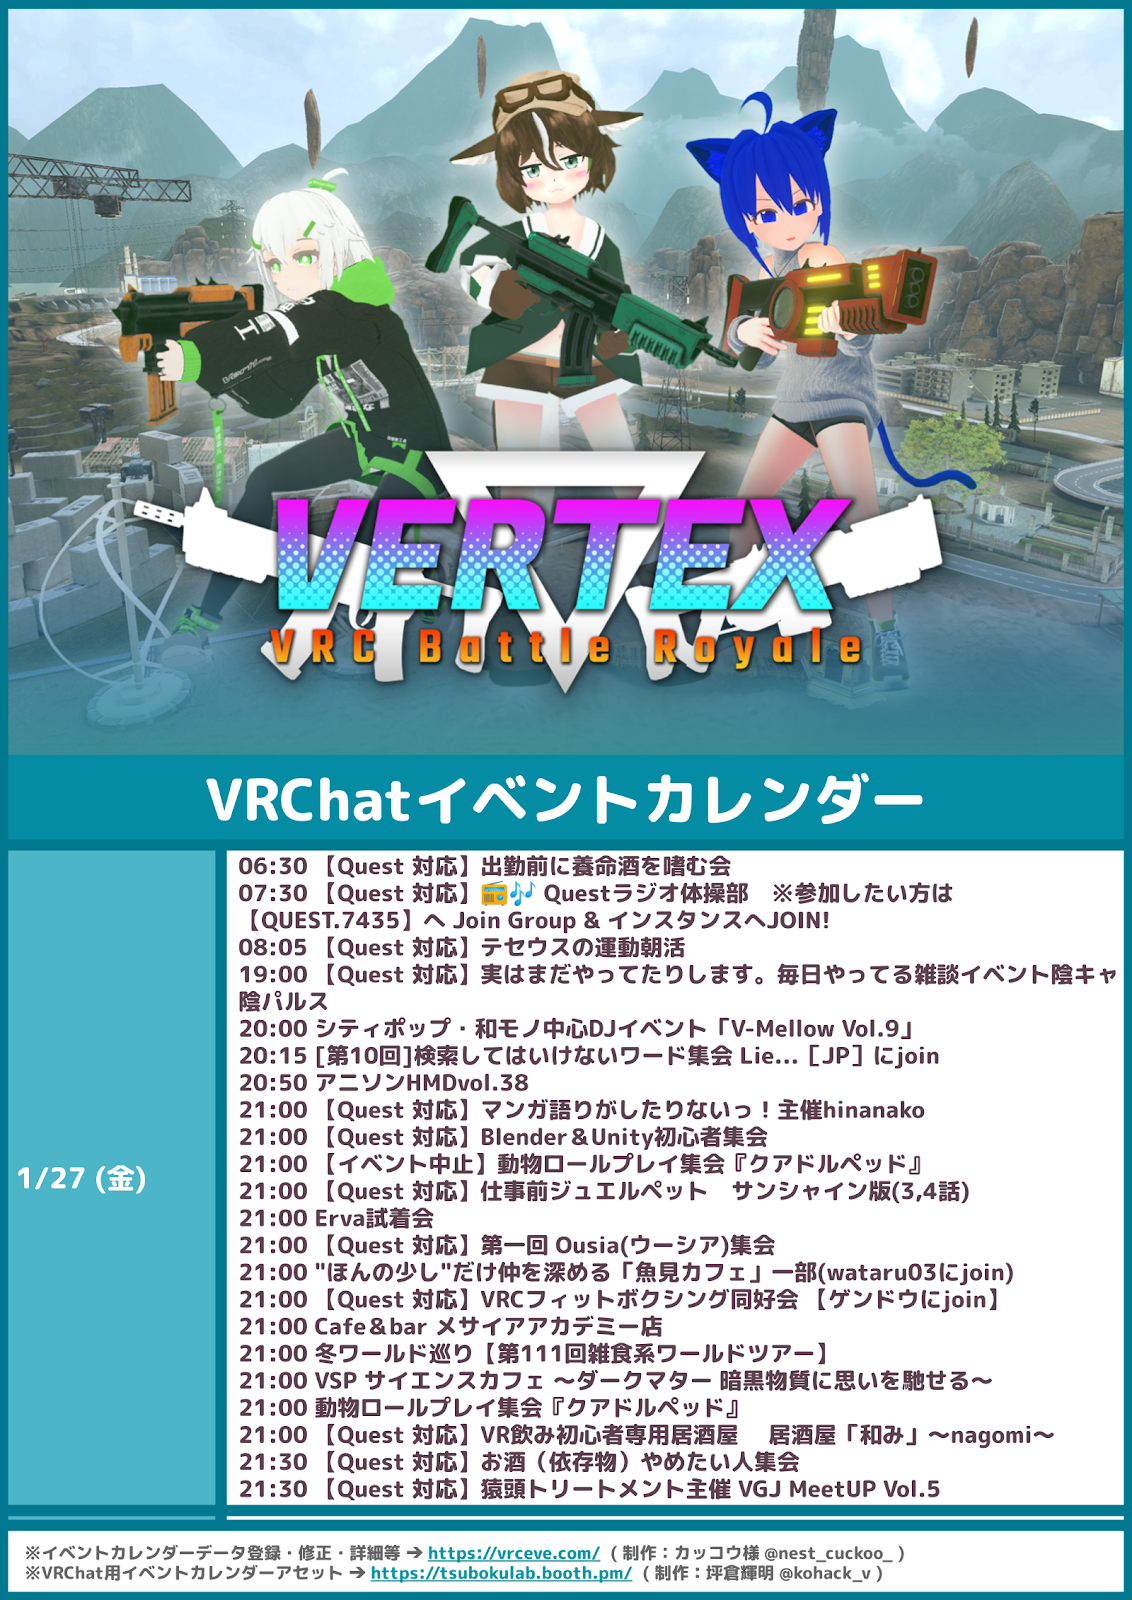 VERTEX
VRC Battle Royale
VRChatイベントカレンダー
1/27 (金)
06:30 【Quest 対応】出勤前に養命酒を嗜む会
07:30 【Quest 対応】📻🎶 Questラジオ体操部　※参加したい方は
【QUEST.7435】へ Join Group & インスタンスへJOIN!
08:05 【Quest 対応】テセウスの運動朝活
19:00 【Quest 対応】実はまだやってたりします。毎日やってる雑談イベント陰キャ
陰パルス
20:00 シティポップ・和モノ中心DJイベント「V-Mellow Vol.9」
20:15 [第10回]検索してはいけないワード集会 Lie...［JP］にjoin
20:50 アニソンHMDvol.38
21:00 【Quest 対応】マンガ語りがしたりないっ！主催hinanako
21:00 【Quest 対応】Blender＆Unity初心者集会
21:00 【イベント中止】動物ロールプレイ集会『クアドルペッド』
21:00 【Quest 対応】仕事前ジュエルペット　サンシャイン版(3,4話)
21:00 Erva試着会
21:00 【Quest 対応】第一回 Ousia(ウーシア)集会
21:00 "ほんの少し"だけ仲を深める「魚見カフェ」一部(wataru03にjoin)
21:00 【Quest 対応】VRCフィットボクシング同好会 【ゲンドウにjoin】
21:00 Cafe＆bar メサイアアカデミー店
21:00 冬ワールド巡り【第111回雑食系ワールドツアー】
21:00 VSP サイエンスカフェ 〜ダークマター 暗黒物質に思いを馳せる〜
21:00 動物ロールプレイ集会『クアドルペッド』
21:00 【Quest 対応】VR飲み初心者専用居酒屋　 居酒屋「和み」〜nagomi〜
21:30 【Quest 対応】お酒（依存物）やめたい人集会
21:30 【Quest 対応】猿頭トリートメント主催 VGJ MeetUP Vol.5
※イベントカレンダーデータ登録・修正・詳細等 ➔ https://vrceve.com/ （制作：カッコウ様 @nest_cuckoo_ ）
※VRChat用イベントカレンダーアセット ➔ https://tsubokulab.booth.pm/ （制作：坪倉輝明 @kohack_v ）